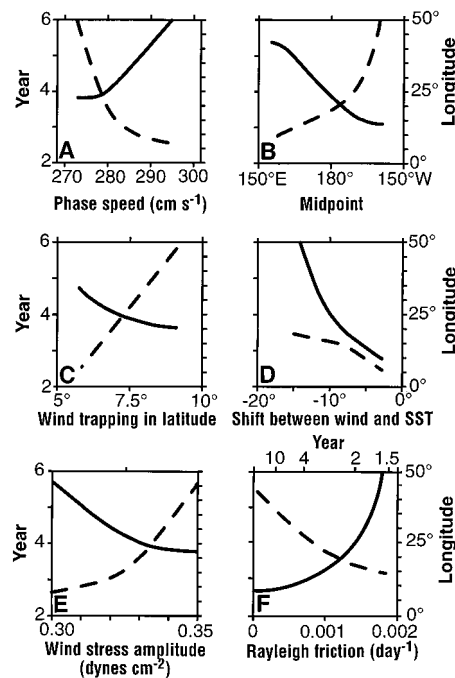 6
4
2
Year
A
270 280 290 300
Phase speed (cm s-1)
50°
25°
0°
Longitude
B
150°E 180° 150°W
Midpoint
6
4
2
Year
C
5° 7.5° 10°
Wind trapping in latitude
50°
25°
0°
Longitude
D
-20° -10° 0°
Shift between wind and SST
6
4
2
Year
E
0.30 0.35
Wind stress amplitude
(dynes cm-2)
Year
10 4 2 1.5
50°
25°
0°
Longitude
F
0 0.001 0.002
Rayleigh friction (day-1)